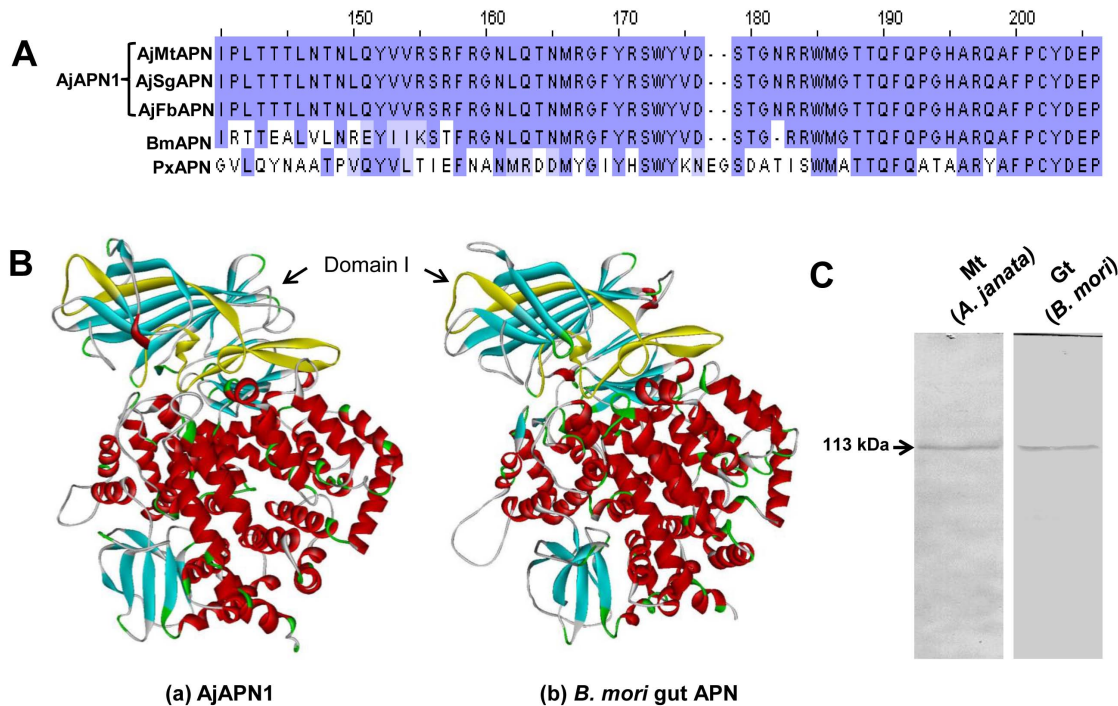 A
150 160 170 180 190 200
AjAPN1
AjMtAPN IPLTTTLNTNLQYVVRSRFRGNLQTNMRGFYRSWYVD--STGNRRWMGTTQFQPGHARQAFPCYDEP
AjSgAPN IPLTTTLNTNLQYVVRSRFRGNLQTNMRGFYRSWYVD--STGNRRWMGTTQFQPGHARQAFPCYDEP
AjFbAPN IPLTTTLNTNLQYVVRSRFRGNLQTNMRGFYRSWYVD--STGNRRWMGTTQFQPGHARQAFPCYDEP
BmAPN IRTTEALVLNREYIIKSTFRGNLQTNMRGFYRSWYVD--STG-RRWMGTTQFQPGHARQAFPCYDEP
PxAPN GVLQYNAATPVQYVLTIEFNANMRDDMYGIYHSWYKNEGSDATISWMATTQFQATAARYAFPCYDEP
B
Domain I
(a) AjAPN1
(b) B. mori gut APN
C
Mt
(A. janata)
Gt
(B. mori)
113 kDa